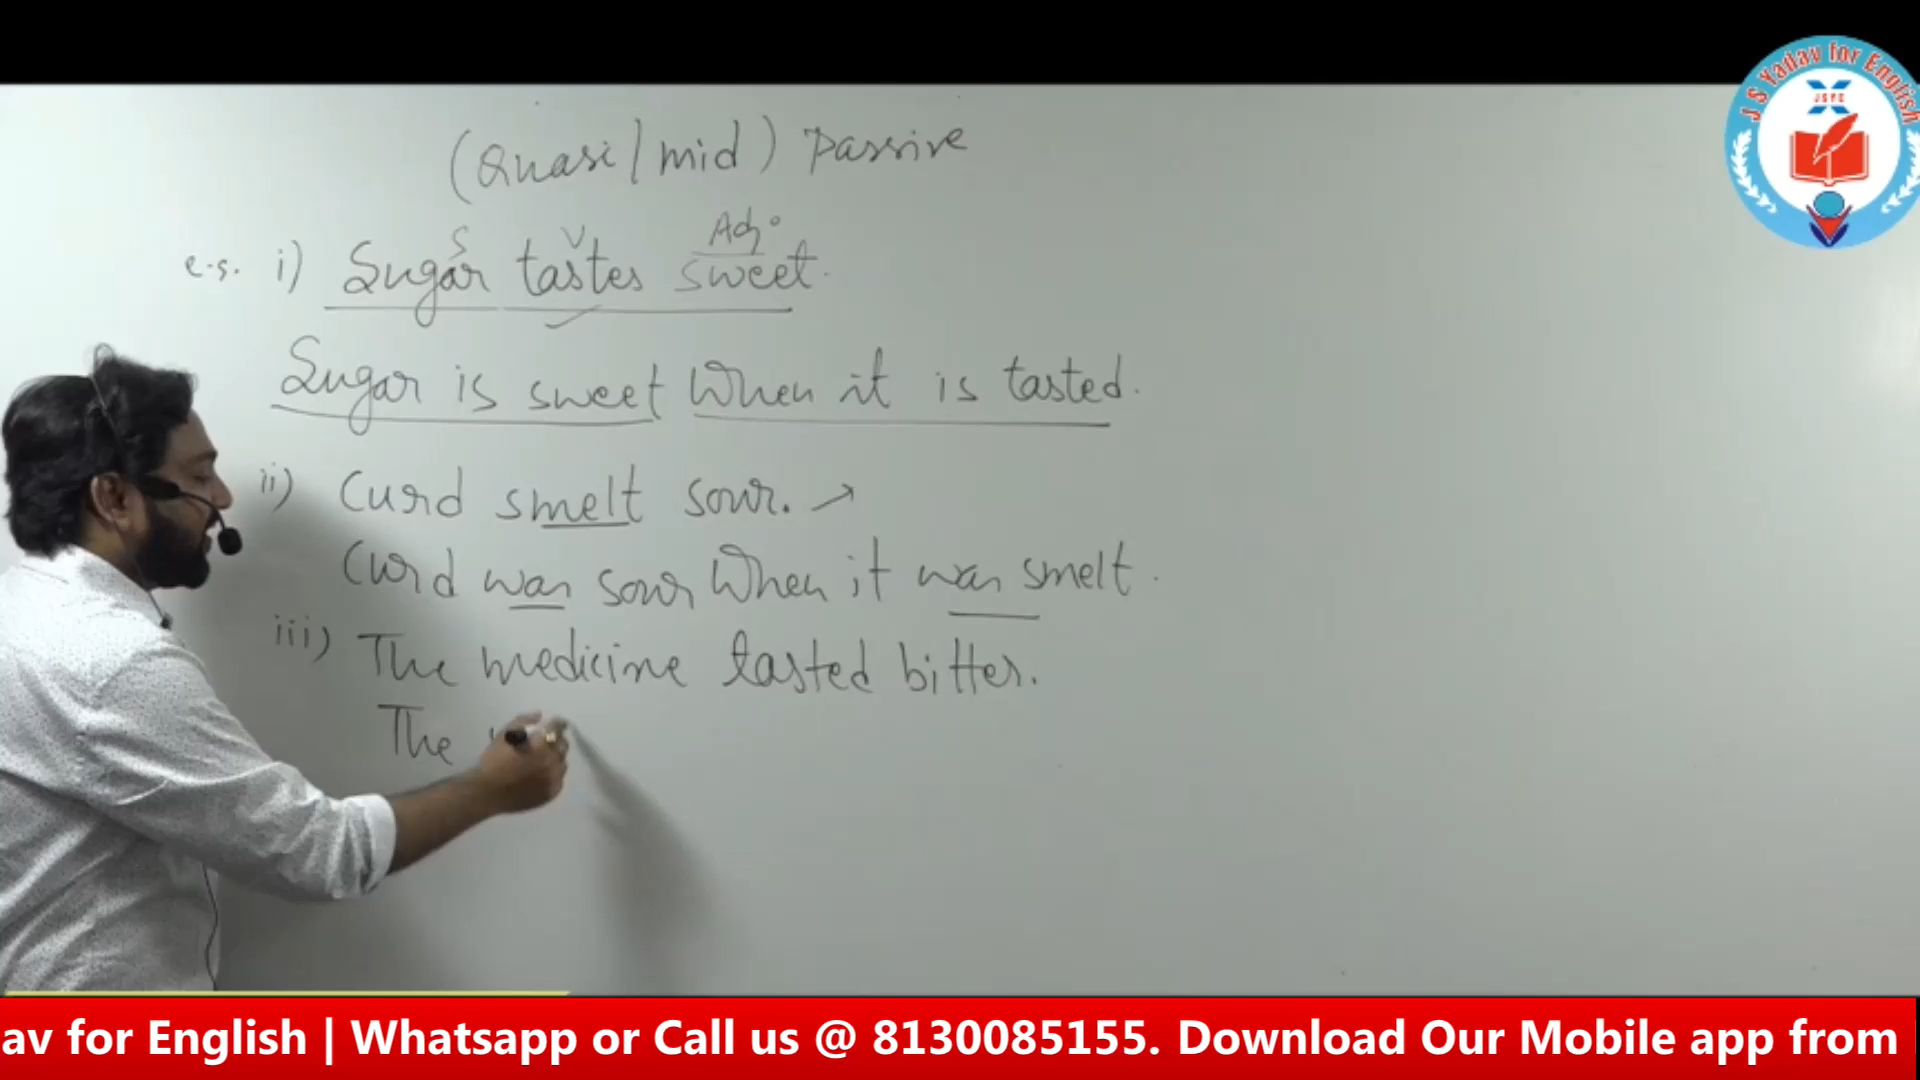 J S Yadav for English
JSYE
(Quasi/mid) Passive
S V Adj.
e.g. i) Sugar tastes sweet.
Sugar is sweet when it is tasted.
ii) Curd smelt sour. →
Curd was sour when it was smelt.
iii) The medicine tasted bitter.
The
av for English | Whatsapp or Call us @ 8130085155. Download Our Mobile app from